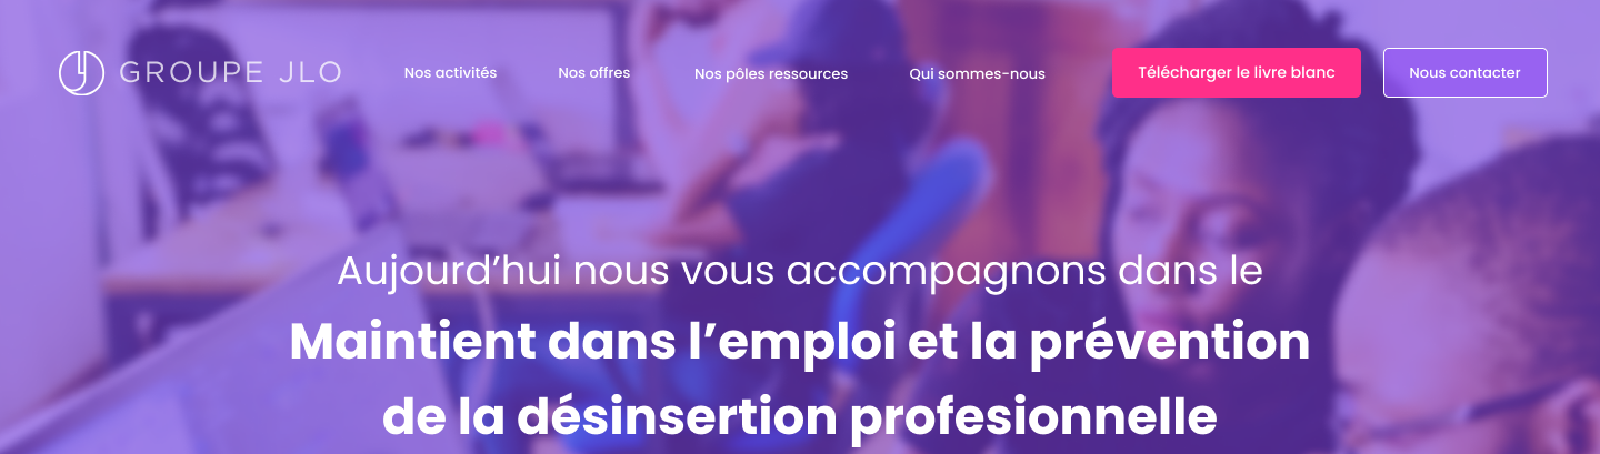 GROUPE JLO
Nos activités
Nos offres
Nos pôles ressources
Qui sommes-nous
Télécharger le livre blanc
Nous contacter
Aujourd’hui nous vous accompagnons dans le
Maintient dans l’emploi et la prévention
de la désinsertion profesionnelle